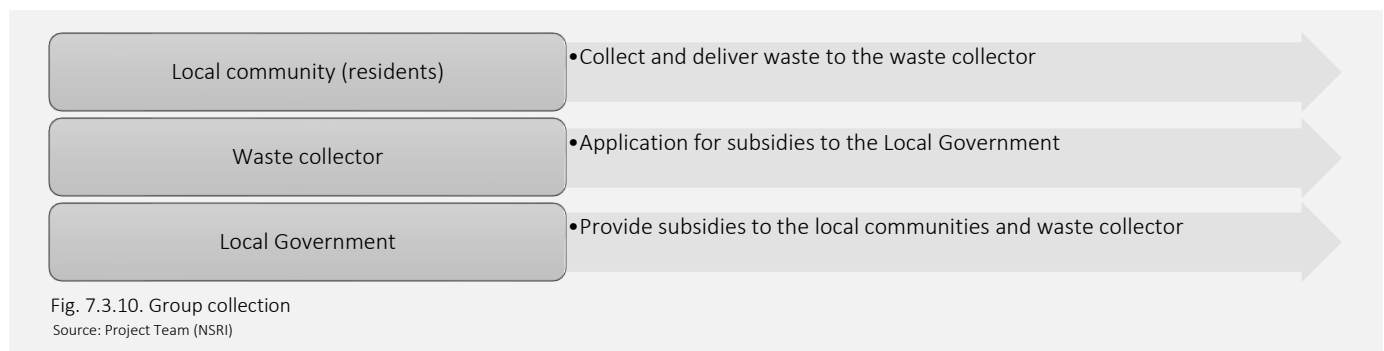 Local community (residents)
•Collect and deliver waste to the waste collector
Waste collector
•Application for subsidies to the Local Government
Local Government
•Provide subsidies to the local communities and waste collector
Fig. 7.3.10. Group collection
Source: Project Team (NSRI)